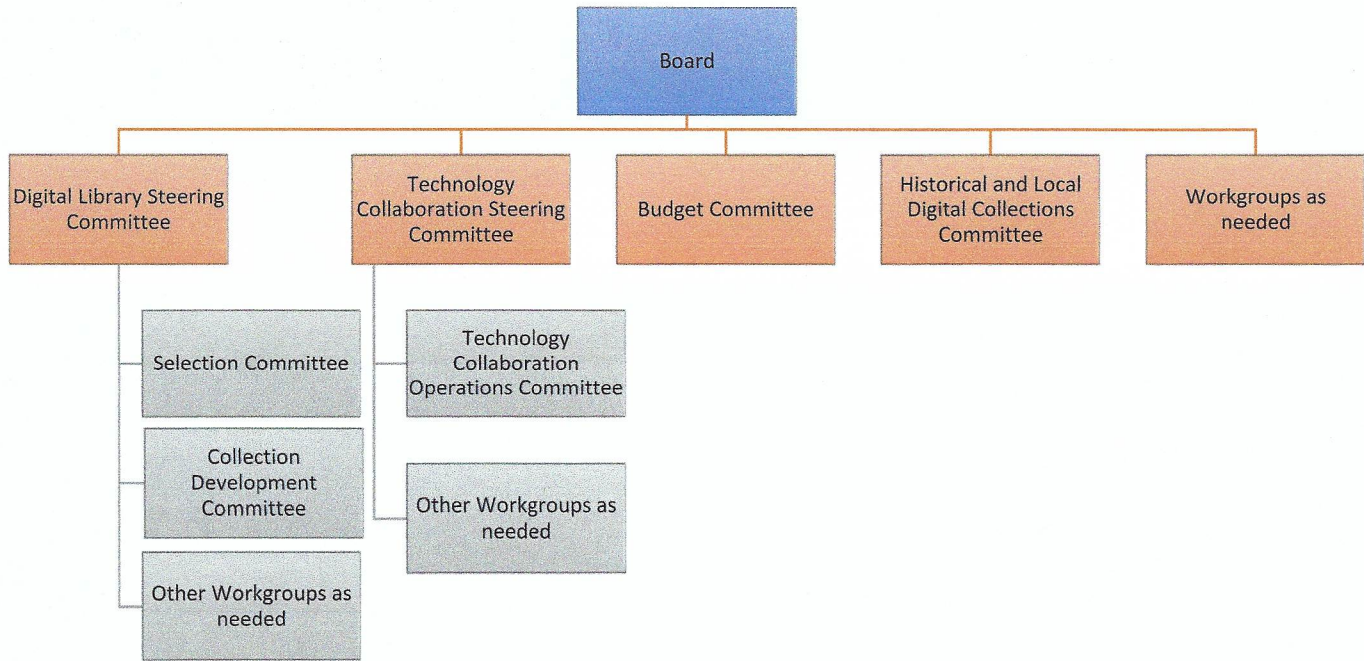 Board
Digital Library Steering
Committee
Technology
Collaboration Steering
Committee
Budget Committee
Historical and Local
Digital Collections
Committee
Workgroups as
needed
Selection Committee
Collection
Development
Committee
Other Workgroups as
needed
Technology
Collaboration
Operations Committee
Other Workgroups as
needed